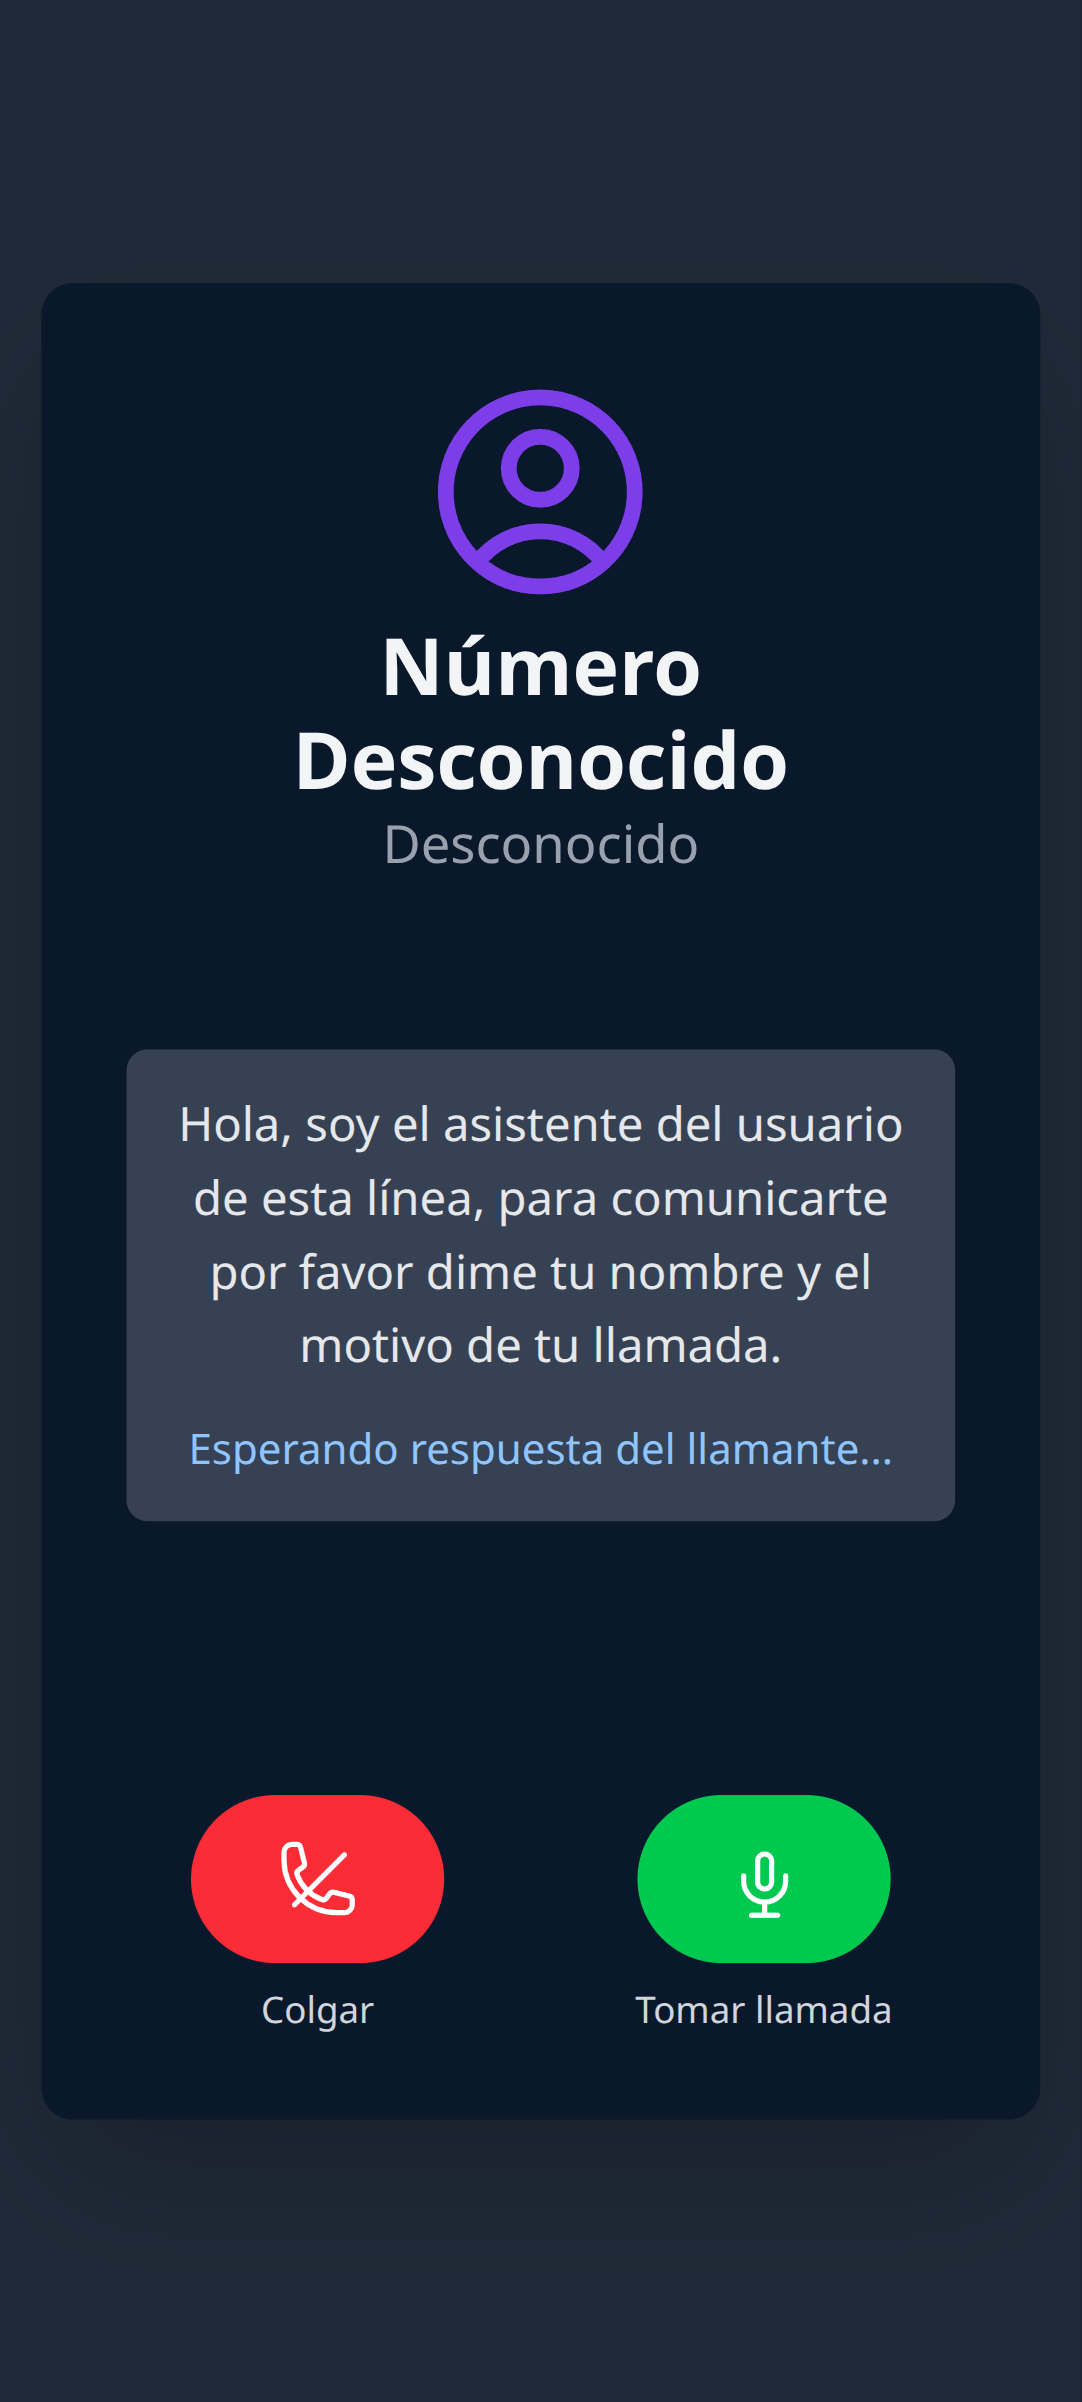 Número
Desconocido
Desconocido
Hola, soy el asistente del usuario
de esta línea, para comunicarte
por favor dime tu nombre y el
motivo de tu llamada.
Esperando respuesta del llamante...
Colgar
Tomar llamada